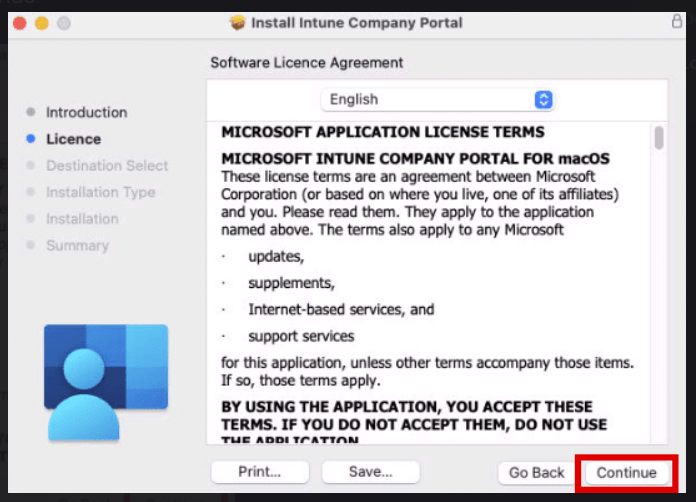 Install Intune Company Portal
Software Licence Agreement
English
Introduction
Licence
Destination Select
Installation Type
Installation
Summary
MICROSOFT APPLICATION LICENSE TERMS
MICROSOFT INTUNE COMPANY PORTAL FOR macOS
These license terms are an agreement between Microsoft
Corporation (or based on where you live, one of its affiliates)
and you. Please read them. They apply to the application
named above. The terms also apply to any Microsoft
· updates,
· supplements,
· Internet-based services, and
· support services
for this application, unless other terms accompany those items.
If so, those terms apply.
BY USING THE APPLICATION, YOU ACCEPT THESE
TERMS. IF YOU DO NOT ACCEPT THEM, DO NOT USE
THE APPLICATION
Print...
Save...
Go Back
Continue